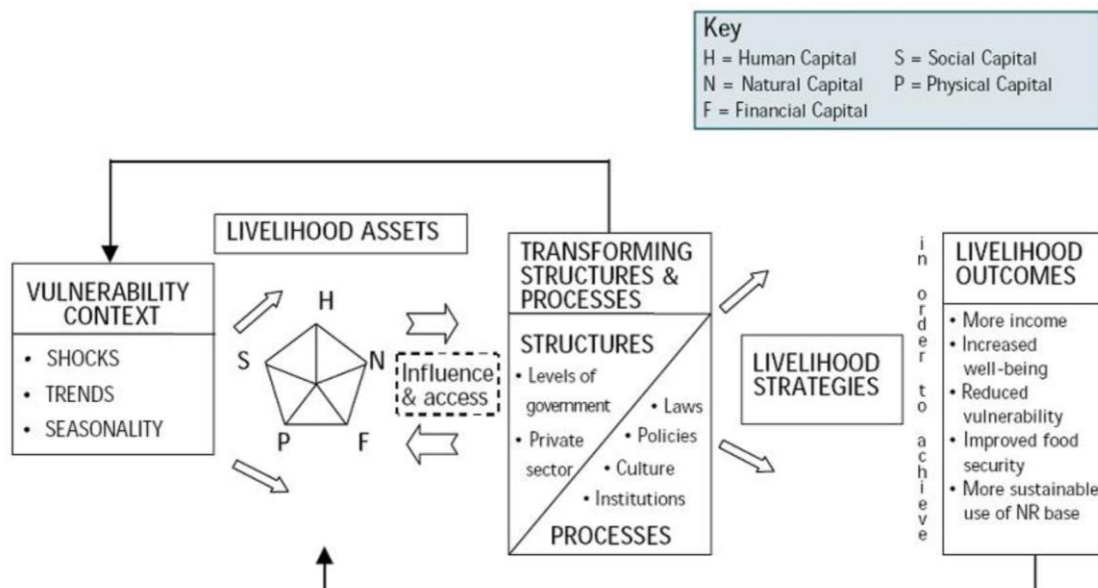 Key
H = Human Capital S = Social Capital
N = Natural Capital P = Physical Capital
F = Financial Capital
LIVELIHOOD ASSETS
VULNERABILITY
CONTEXT
• SHOCKS
• TRENDS
• SEASONALITY
H
S
N
P
F
Influence
& access
TRANSFORMING
STRUCTURES &
PROCESSES
STRUCTURES
• Levels of
government
• Private
sector
• Laws
• Policies
• Culture
• Institutions
PROCESSES
LIVELIHOOD
STRATEGIES
in order to achieve
LIVELIHOOD
OUTCOMES
• More income
• Increased
well-being
• Reduced
vulnerability
• Improved food
security
• More sustainable
use of NR base